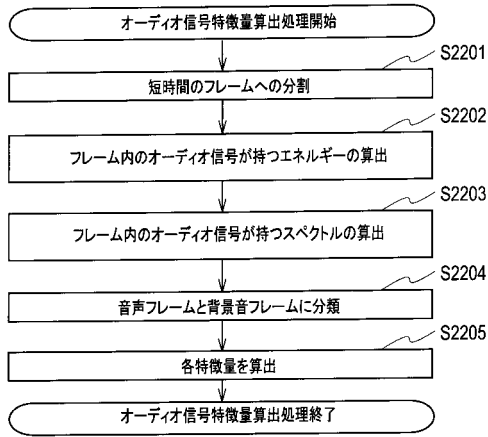 オーディオ信号特徴量算出処理開始
S2201
短時間のフレームへの分割
S2202
フレーム内のオーディオ信号が持つエネルギーの算出
S2203
フレーム内のオーディオ信号が持つスペクトルの算出
S2204
音声フレームと背景音フレームに分類
S2205
各特徴量を算出
オーディオ信号特徴量算出処理終了